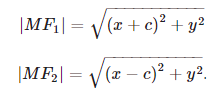 |MF₁| = √((x + c)² + y²)
|MF₂| = √((x − c)² + y²).